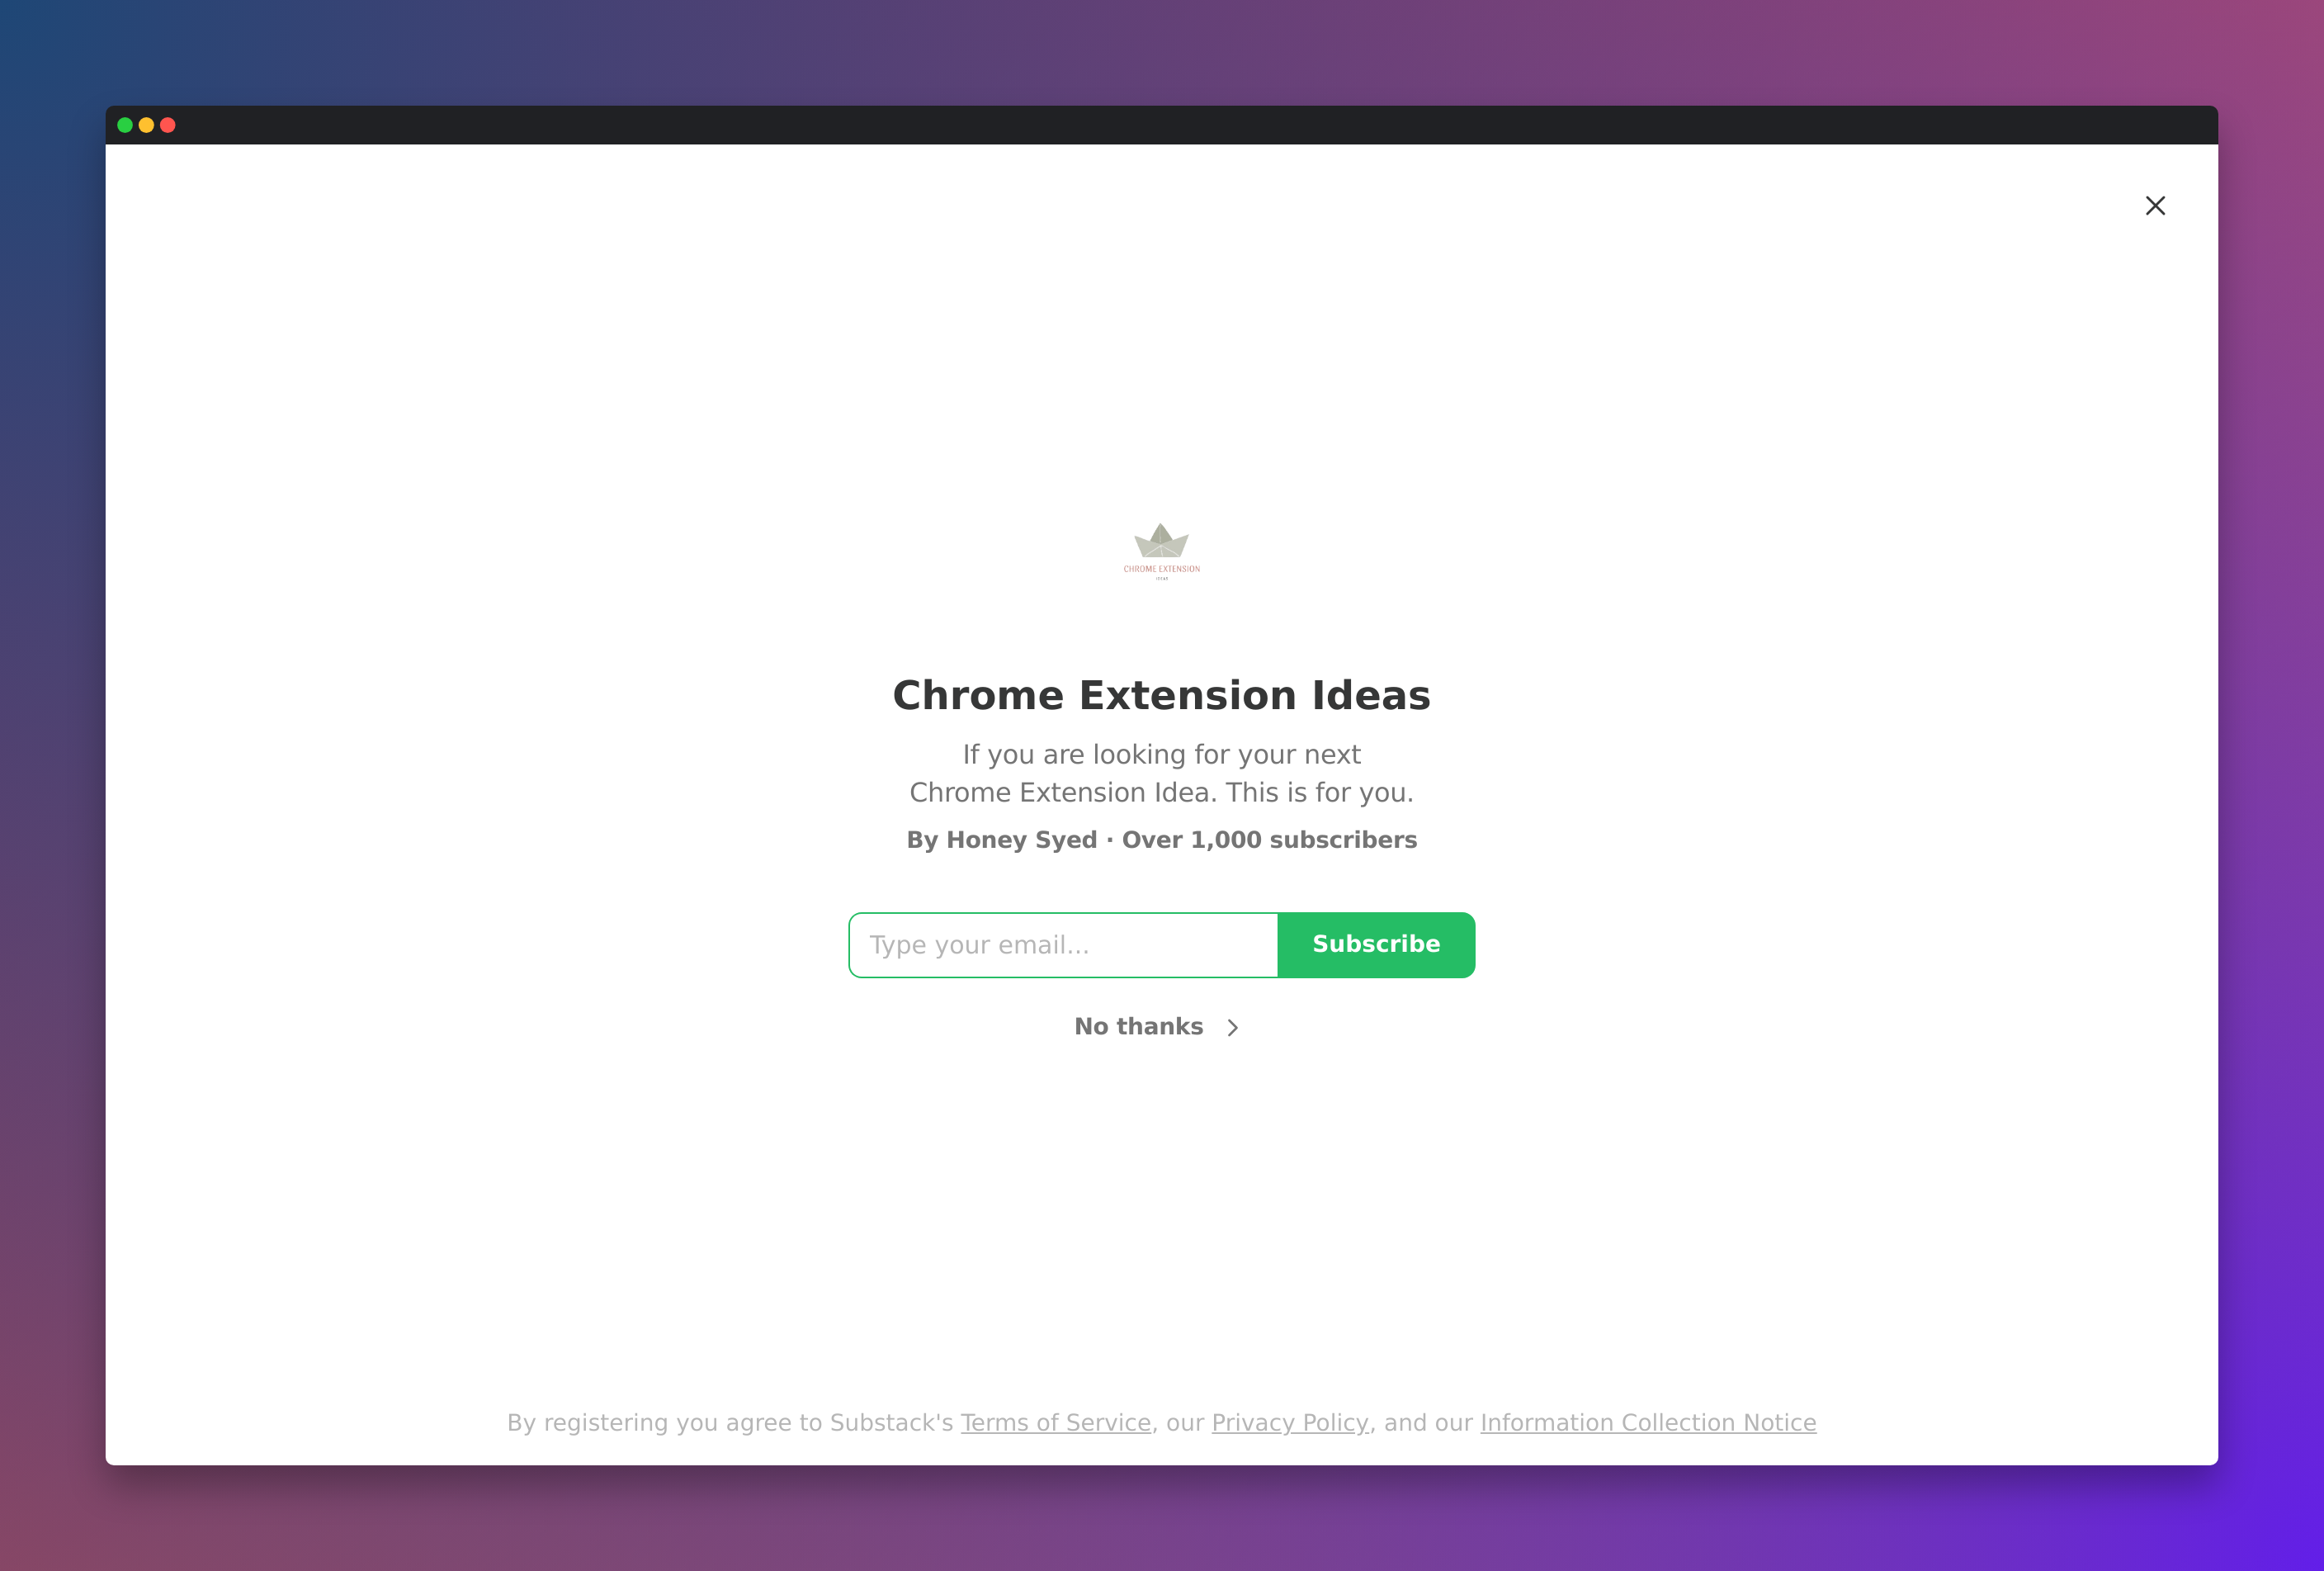 CHROME EXTENSION
IDEAS
Chrome Extension Ideas
If you are looking for your next
Chrome Extension Idea. This is for you.
By Honey Syed · Over 1,000 subscribers
Type your email...
Subscribe
No thanks
By registering you agree to Substack's Terms of Service, our Privacy Policy, and our Information Collection Notice